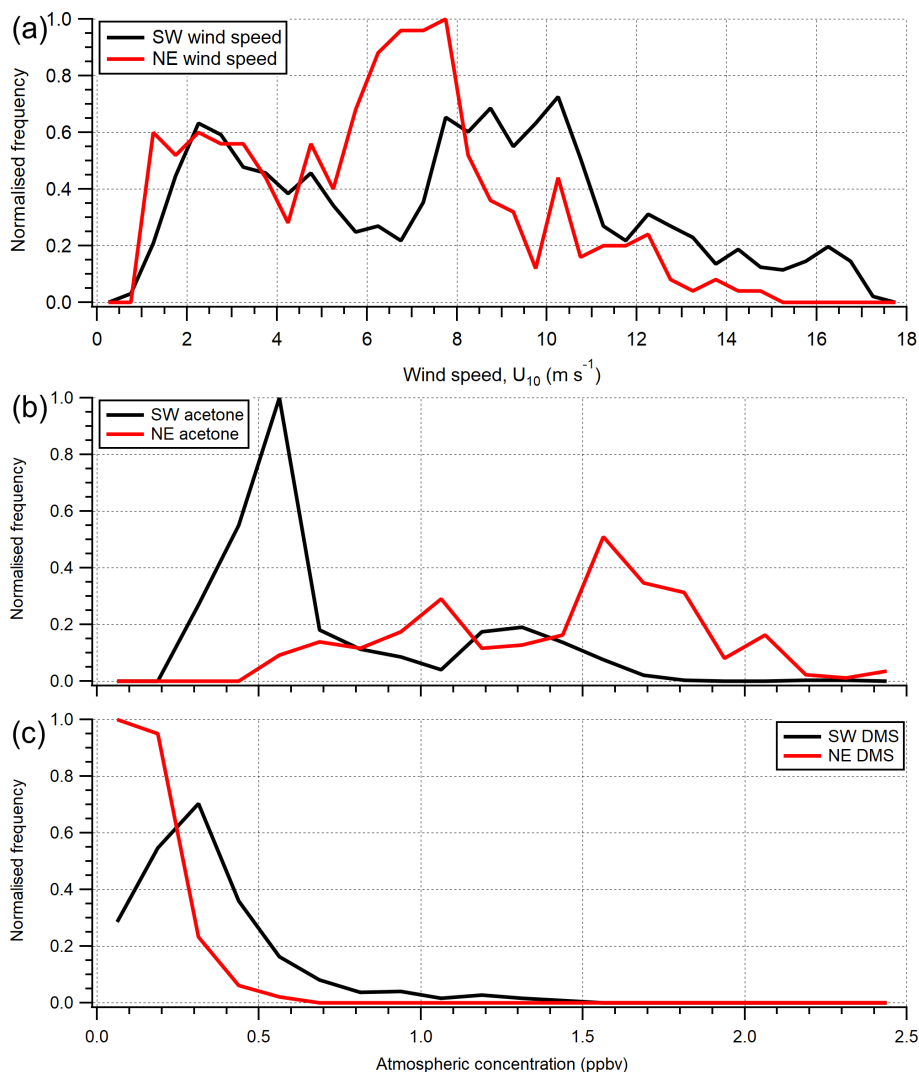 (a)
SW wind speed
NE wind speed
Normalised frequency
1.0
0.8
0.6
0.4
0.2
0.0
0 2 4 6 8 10 12 14 16 18
Wind speed, U10 (m s-1)
(b)
SW acetone
NE acetone
Normalised frequency
1.0
0.8
0.6
0.4
0.2
0.0
(c)
SW DMS
NE DMS
Normalised frequency
1.0
0.8
0.6
0.4
0.2
0.0
0.0 0.5 1.0 1.5 2.0 2.5
Atmospheric concentration (ppbv)